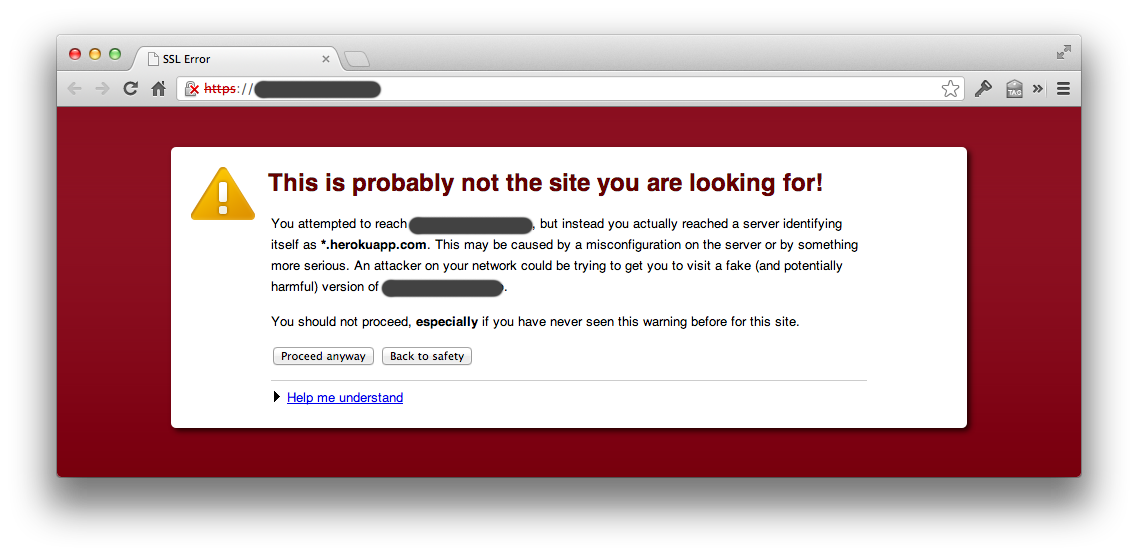 SSL Error
https://
TAG
This is probably not the site you are looking for!
You attempted to reach , but instead you actually reached a server identifying
itself as *.herokuapp.com. This may be caused by a misconfiguration on the server or by something
more serious. An attacker on your network could be trying to get you to visit a fake (and potentially
harmful) version of .
You should not proceed, especially if you have never seen this warning before for this site.
Proceed anyway Back to safety
Help me understand